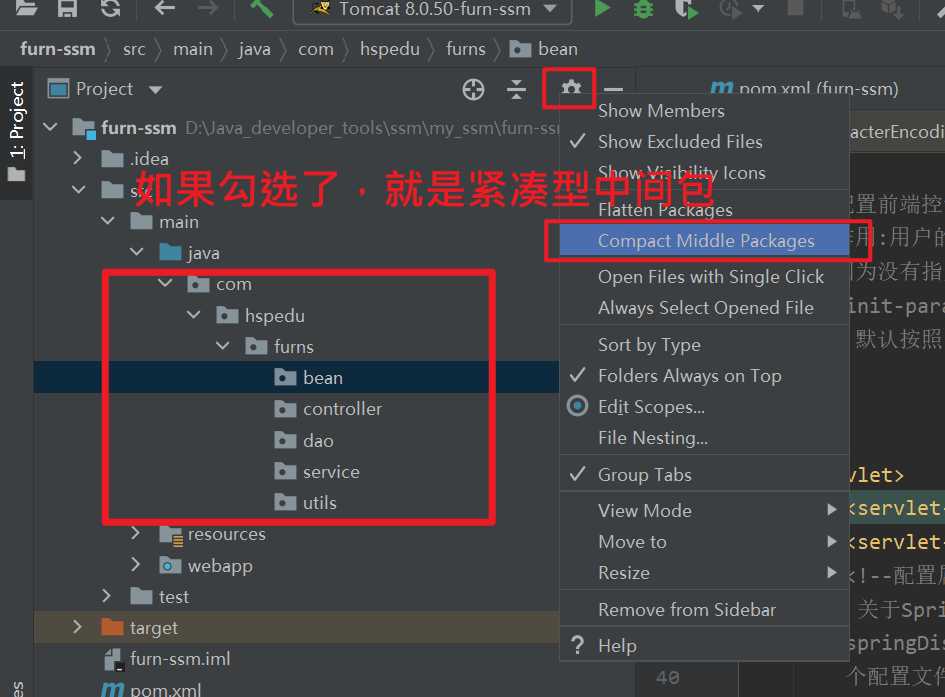 Tomcat 8.0.50-furn-ssm
furn-ssm src main java com hspedu furns bean
1: Project
Project
pom.xml (furn-ssm)
furn-ssm D:\Java_developer_tools\ssm\my_ssm\furn-ssm
.idea
src
main
java
com
hspedu
furns
bean
controller
dao
service
utils
resources
webapp
test
target
furn-ssm.iml
pom.xml
如果勾选了，就是紧凑型中间包
Show Members
Show Excluded Files
Show Visibility Icons
Flatten Packages
Compact Middle Packages
Open Files with Single Click
Always Select Opened File
Sort by Type
Folders Always on Top
Edit Scopes...
File Nesting...
Group Tabs
View Mode
Move to
Resize
Remove from Sidebar
? Help
acterEncodi
配置前端控
作用:用户的
因为没有指
init-para
默认按照
vlet>
<servlet-
<servlet-
<!--配置属
关于Spri
springDis
个配置文件
40